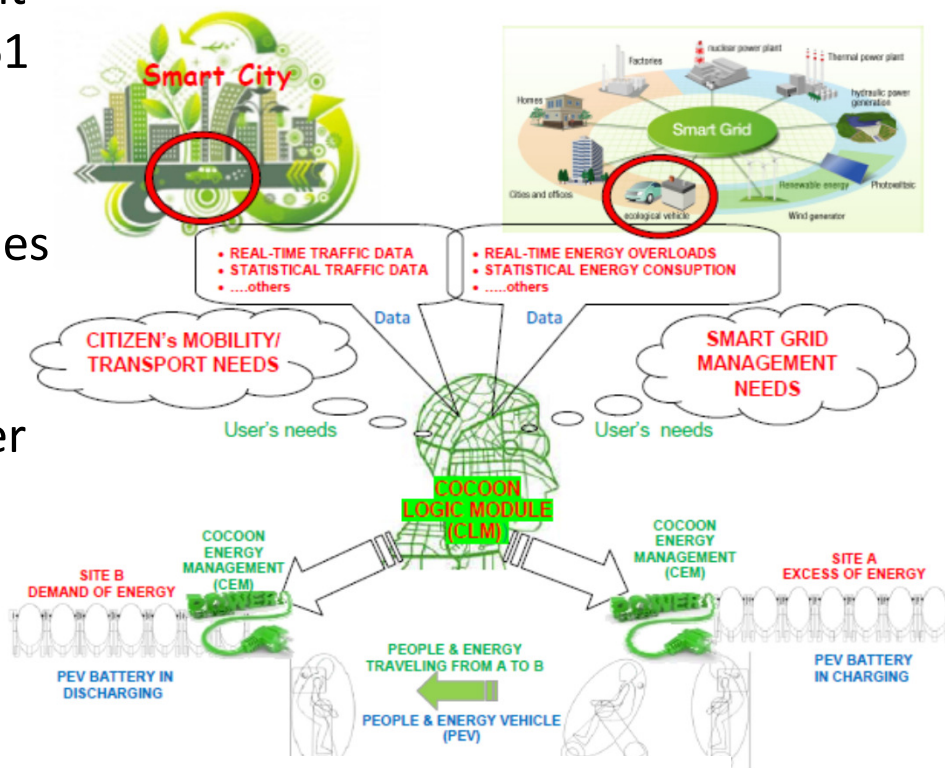 51
es
er
Smart City
nuclear power plant
Factories
Thermal power plant
Homes
hydraulic power
generation
Smart Grid
Cities and offices
ecological vehicle
Renewable energy
Photovoltaic
Wind generator
• REAL-TIME TRAFFIC DATA
• STATISTICAL TRAFFIC DATA
• ....others
• REAL-TIME ENERGY OVERLOADS
• STATISTICAL ENERGY CONSUPTION
• .....others
Data
Data
CITIZEN's MOBILITY/
TRANSPORT NEEDS
SMART GRID
MANAGEMENT
NEEDS
User's needs
User's needs
COCOON
LOGIC MODULE
(CLM)
COCOON
ENERGY
MANAGEMENT
(CEM)
SITE B
DEMAND OF ENERGY
POWER
COCOON
ENERGY
MANAGEMENT
(CEM)
SITE A
EXCESS OF ENERGY
POWER
PEV BATTERY IN
DISCHARGING
PEOPLE & ENERGY
TRAVELING FROM A TO B
PEOPLE & ENERGY VEHICLE
(PEV)
PEV BATTERY
IN CHARGING